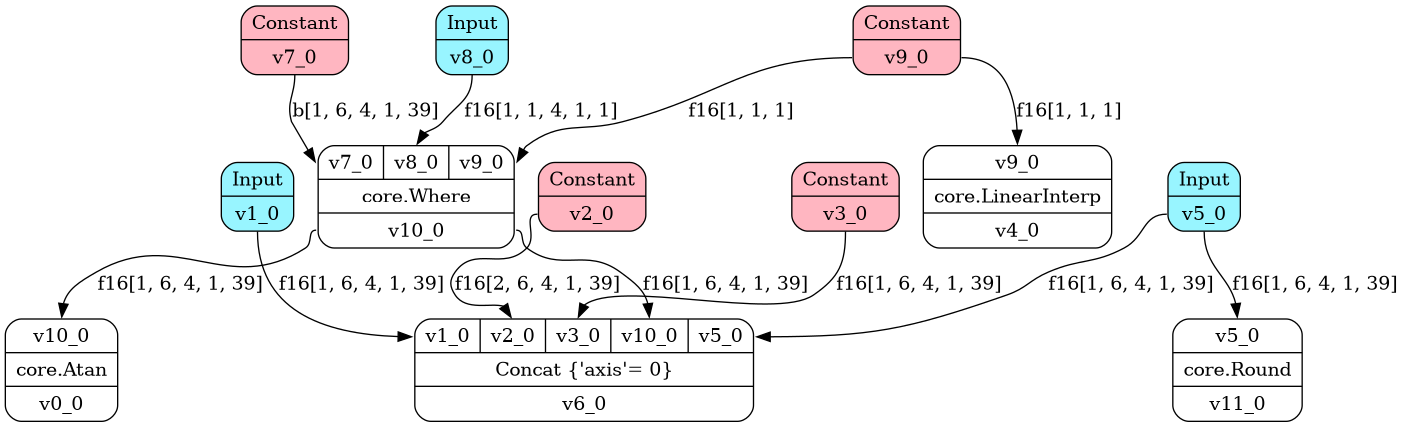 Constant
v7_0
Input
v8_0
Constant
v9_0
b[1, 6, 4, 1, 39]
f16[1, 1, 4, 1, 1]
f16[1, 1, 1]
f16[1, 1, 1]
Input
v1_0
v7_0 v8_0 v9_0
core.Where
v10_0
Constant
v2_0
Constant
v3_0
v9_0
core.LinearInterp
v4_0
Input
v5_0
f16[1, 6, 4, 1, 39]
f16[1, 6, 4, 1, 39]
f16[2, 6, 4, 1, 39]
f16[1, 6, 4, 1, 39]
f16[1, 6, 4, 1, 39]
f16[1, 6, 4, 1, 39]
f16[1, 6, 4, 1, 39]
v10_0
core.Atan
v0_0
v1_0 v2_0 v3_0 v10_0 v5_0
Concat {'axis'= 0}
v6_0
v5_0
core.Round
v11_0